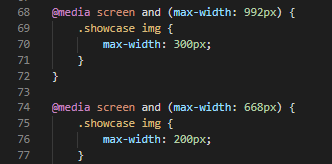 68 @media screen and (max-width: 992px) {
69 .showcase img {
70 max-width: 300px;
71 }
72 }
73
74 @media screen and (max-width: 668px) {
75 .showcase img {
76 max-width: 200px;
77 }